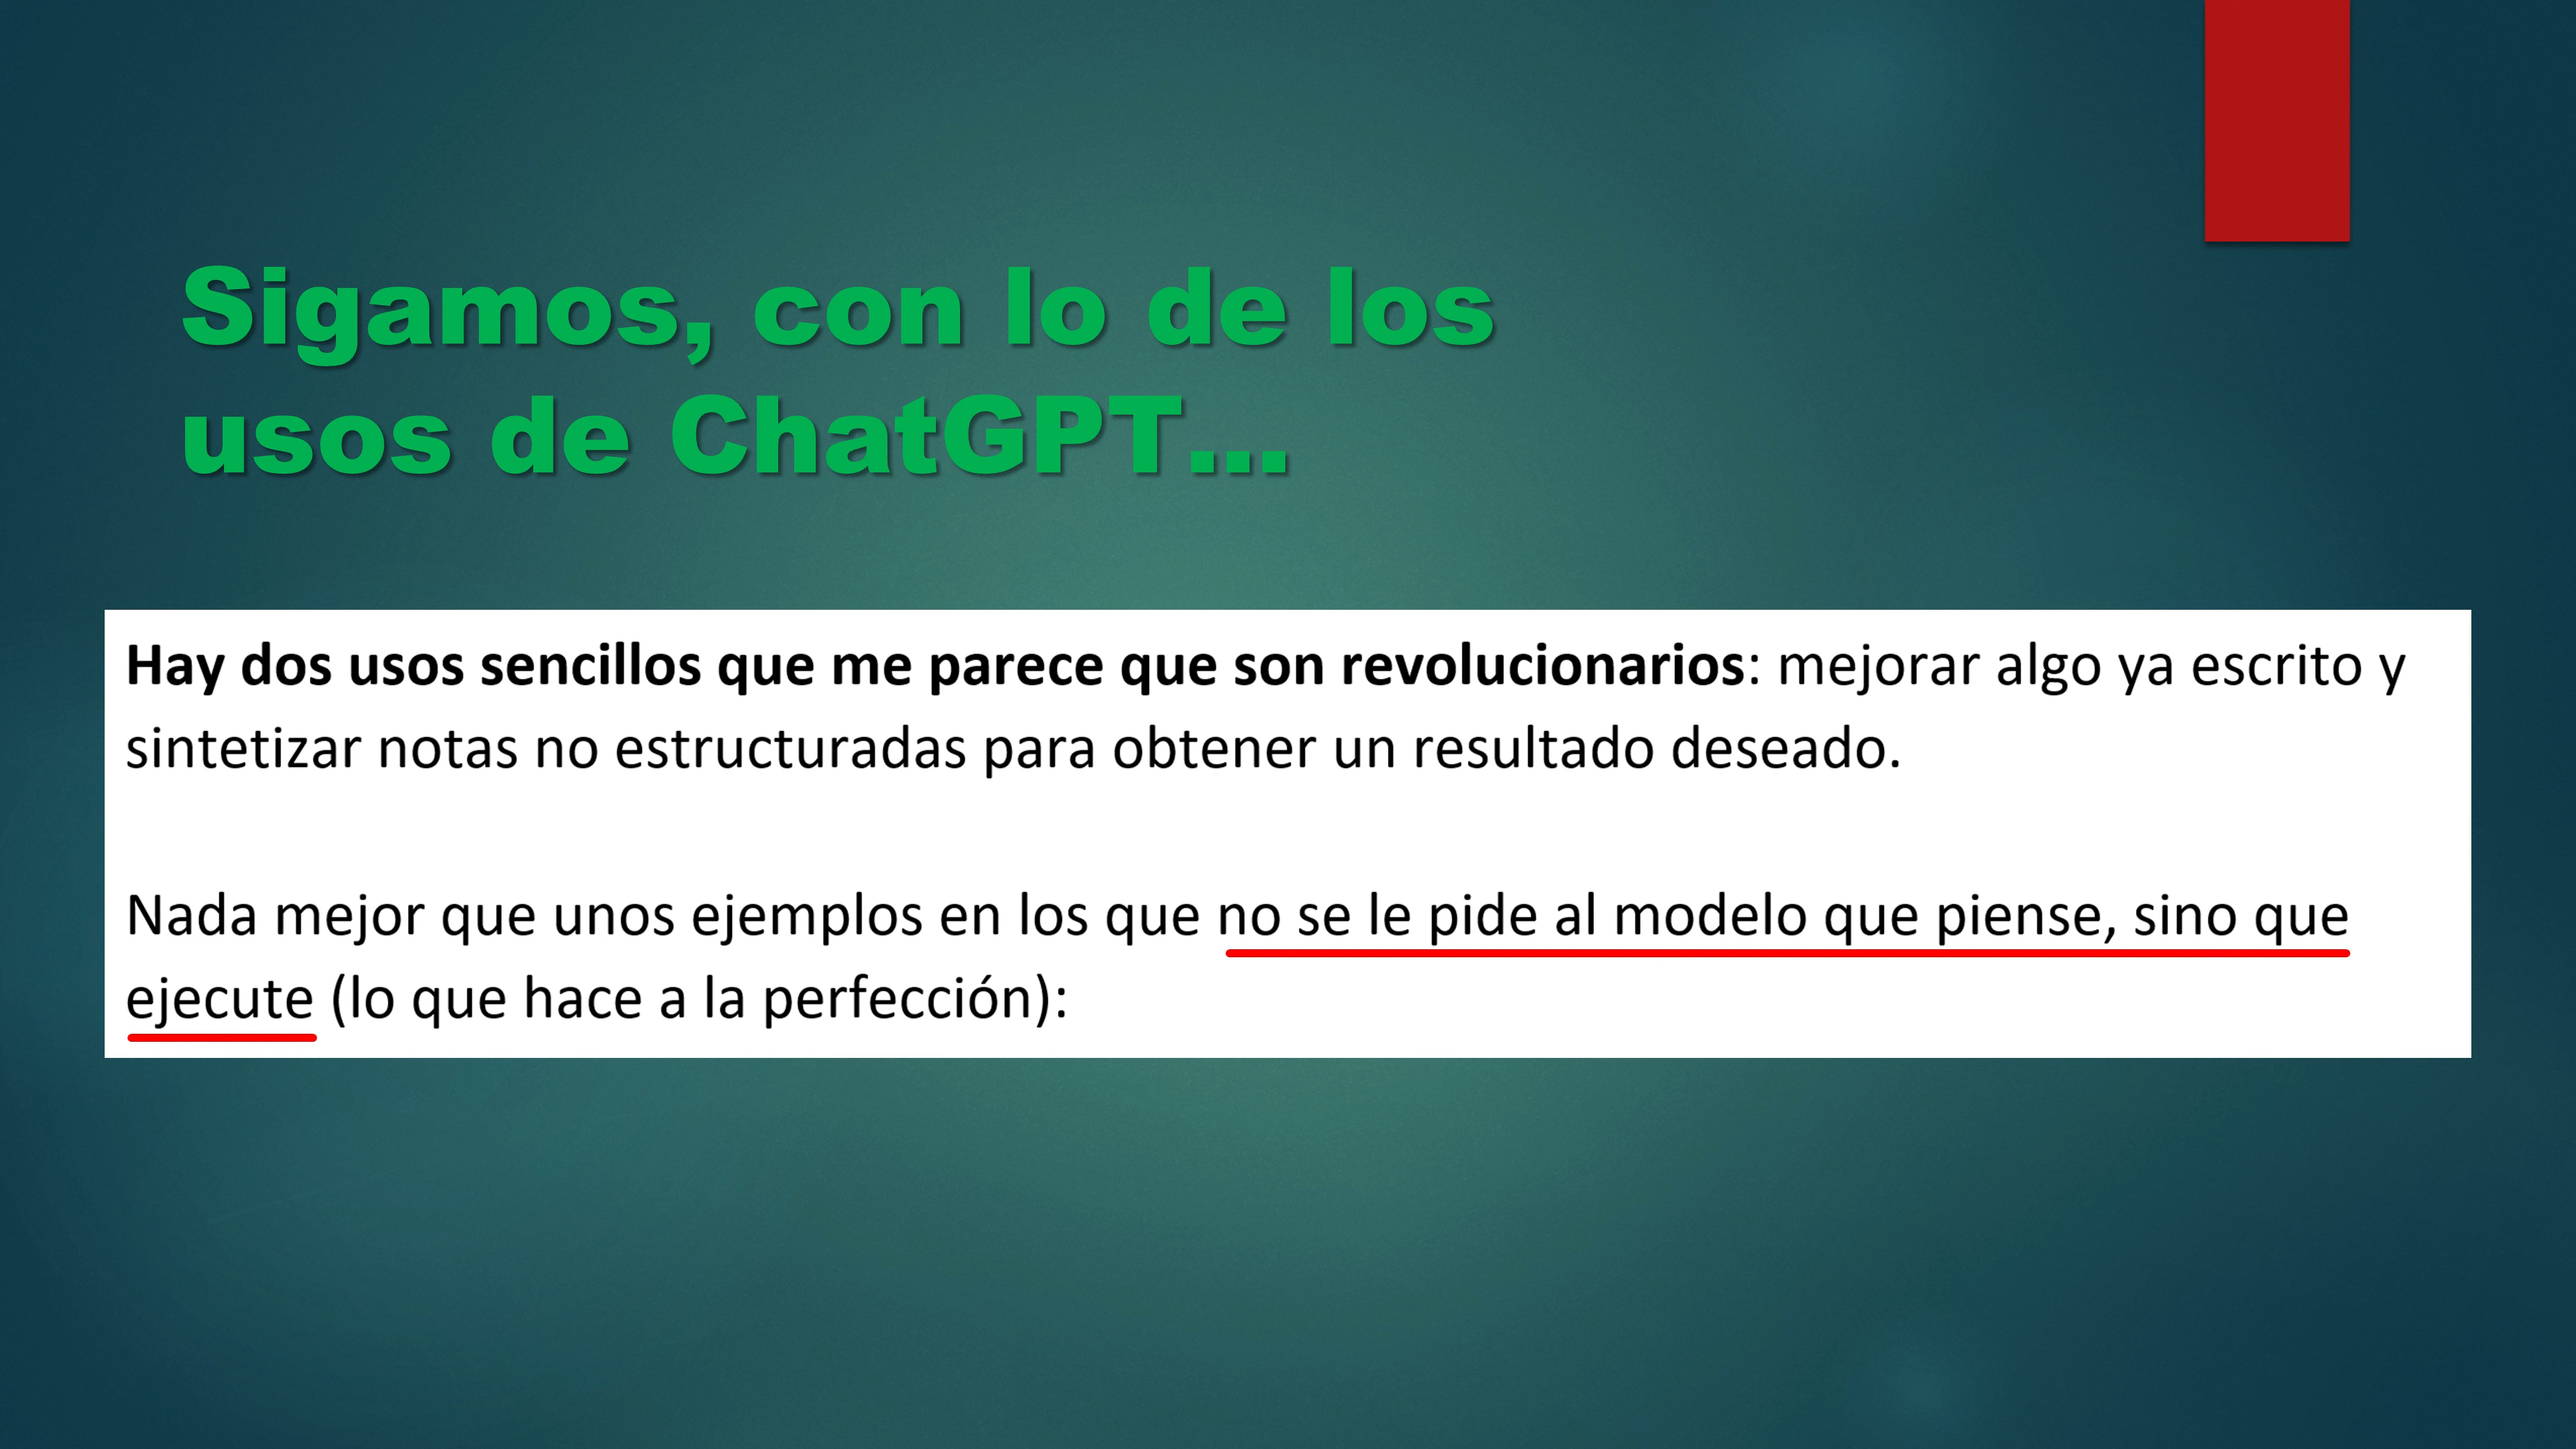 Sigamos, con lo de los
usos de ChatGPT...
Hay dos usos sencillos que me parece que son revolucionarios: mejorar algo ya escrito y
sintetizar notas no estructuradas para obtener un resultado deseado.
Nada mejor que unos ejemplos en los que no se le pide al modelo que piense, sino que
ejecute (lo que hace a la perfección):